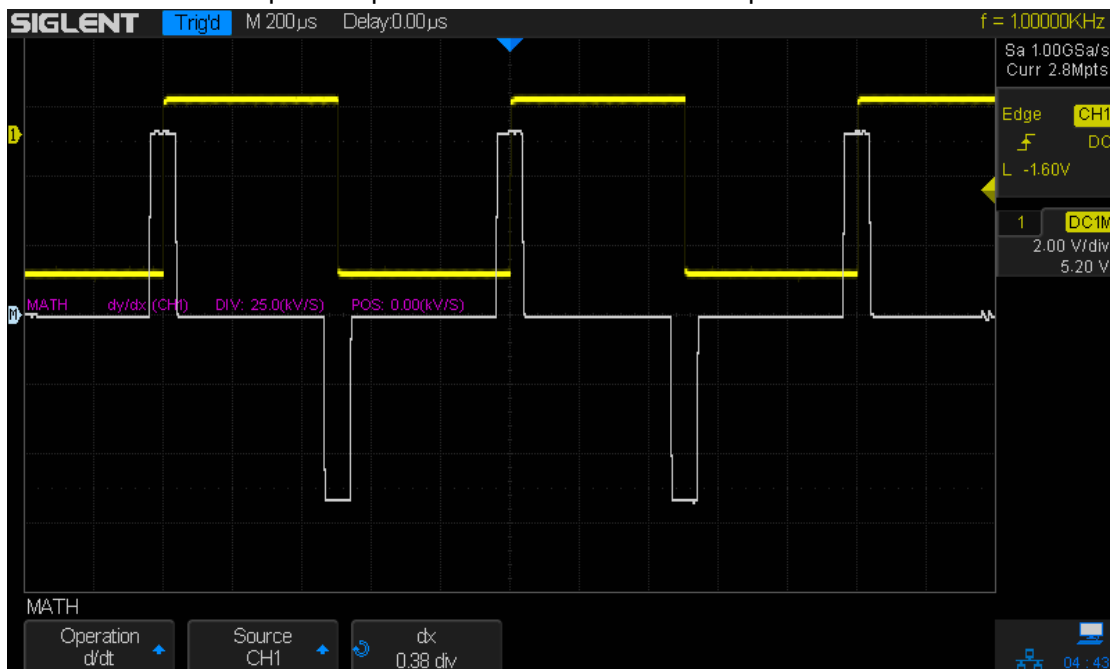 SIGLENT Trig'd M 200µs Delay:0.00µs f = 1.00000KHz
Sa 1.00GSa/s
Curr 2.8Mpts
Edge CH1
DC
L -1.60V
1 DC1M
2.00 V/div
5.20 V
1
MATH dy/dx (CH1) DIV: 25.0(kV/S) POS: 0.00(kV/S)
M
MATH
Operation Source dx
d/dt CH1 0.38 div
04 : 43